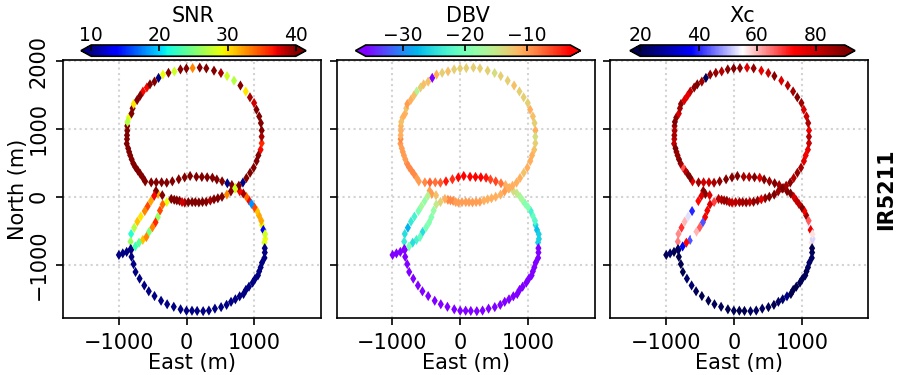 SNR DBV Xc
10 20 30 40 −30 −20 −10 20 40 60 80
2000
1000
0
−1000
North (m)
IR5211
−1000 0 1000 −1000 0 1000 −1000 0 1000
East (m) East (m) East (m)